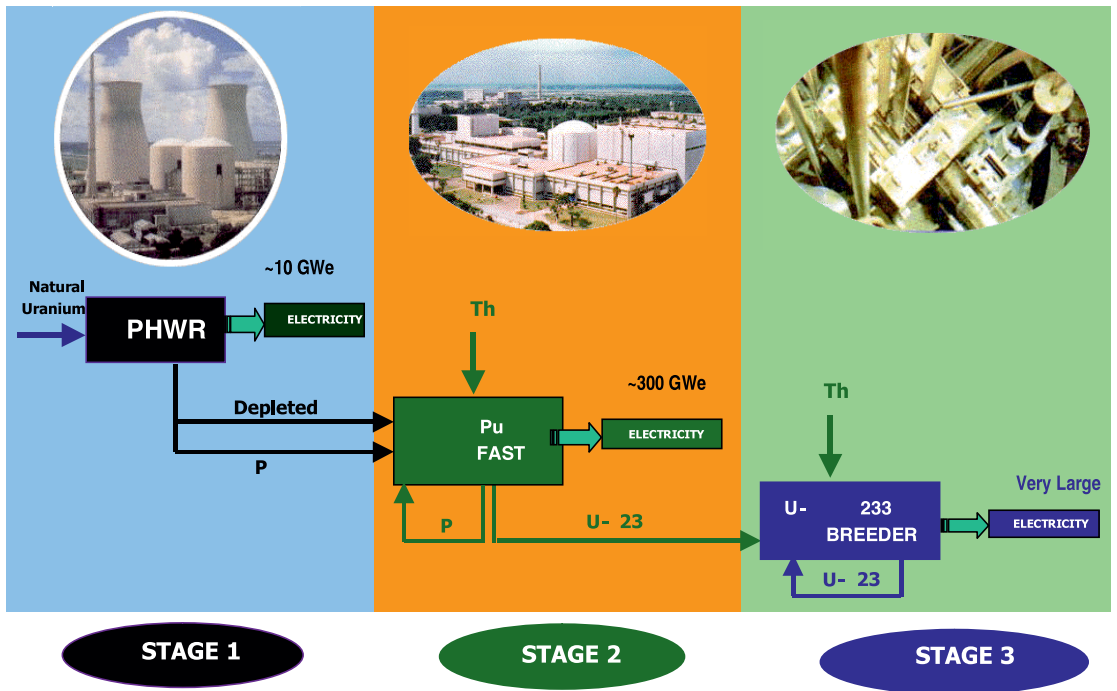 ~10 GWe
Natural
Uranium
PHWR
ELECTRICITY
Depleted
P
Th
~300 GWe
Pu
FAST
ELECTRICITY
P
U- 23
Th
Very Large
U- 233
BREEDER
ELECTRICITY
U- 23
STAGE 1
STAGE 2
STAGE 3